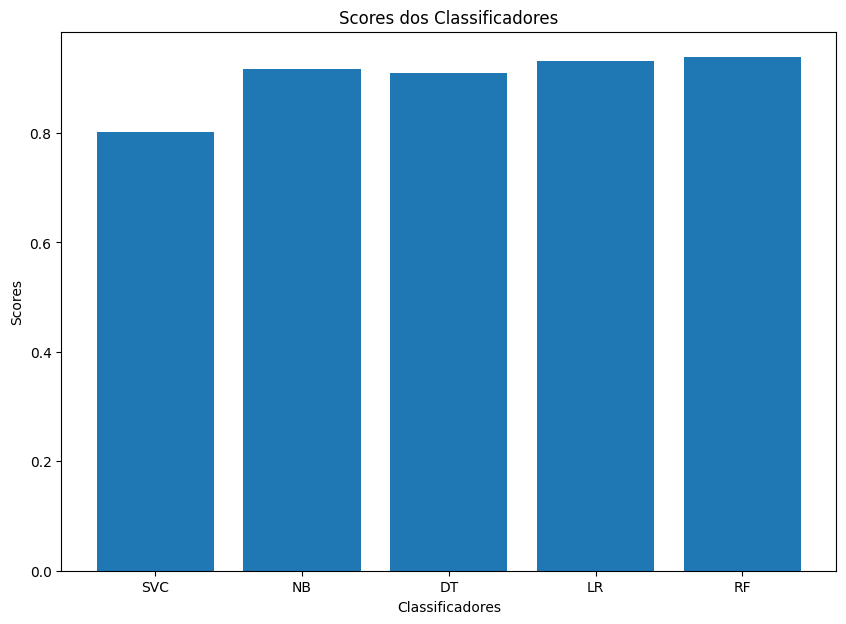 Scores dos Classificadores
Scores
0.8
0.6
0.4
0.2
0.0
SVC NB DT LR RF
Classificadores